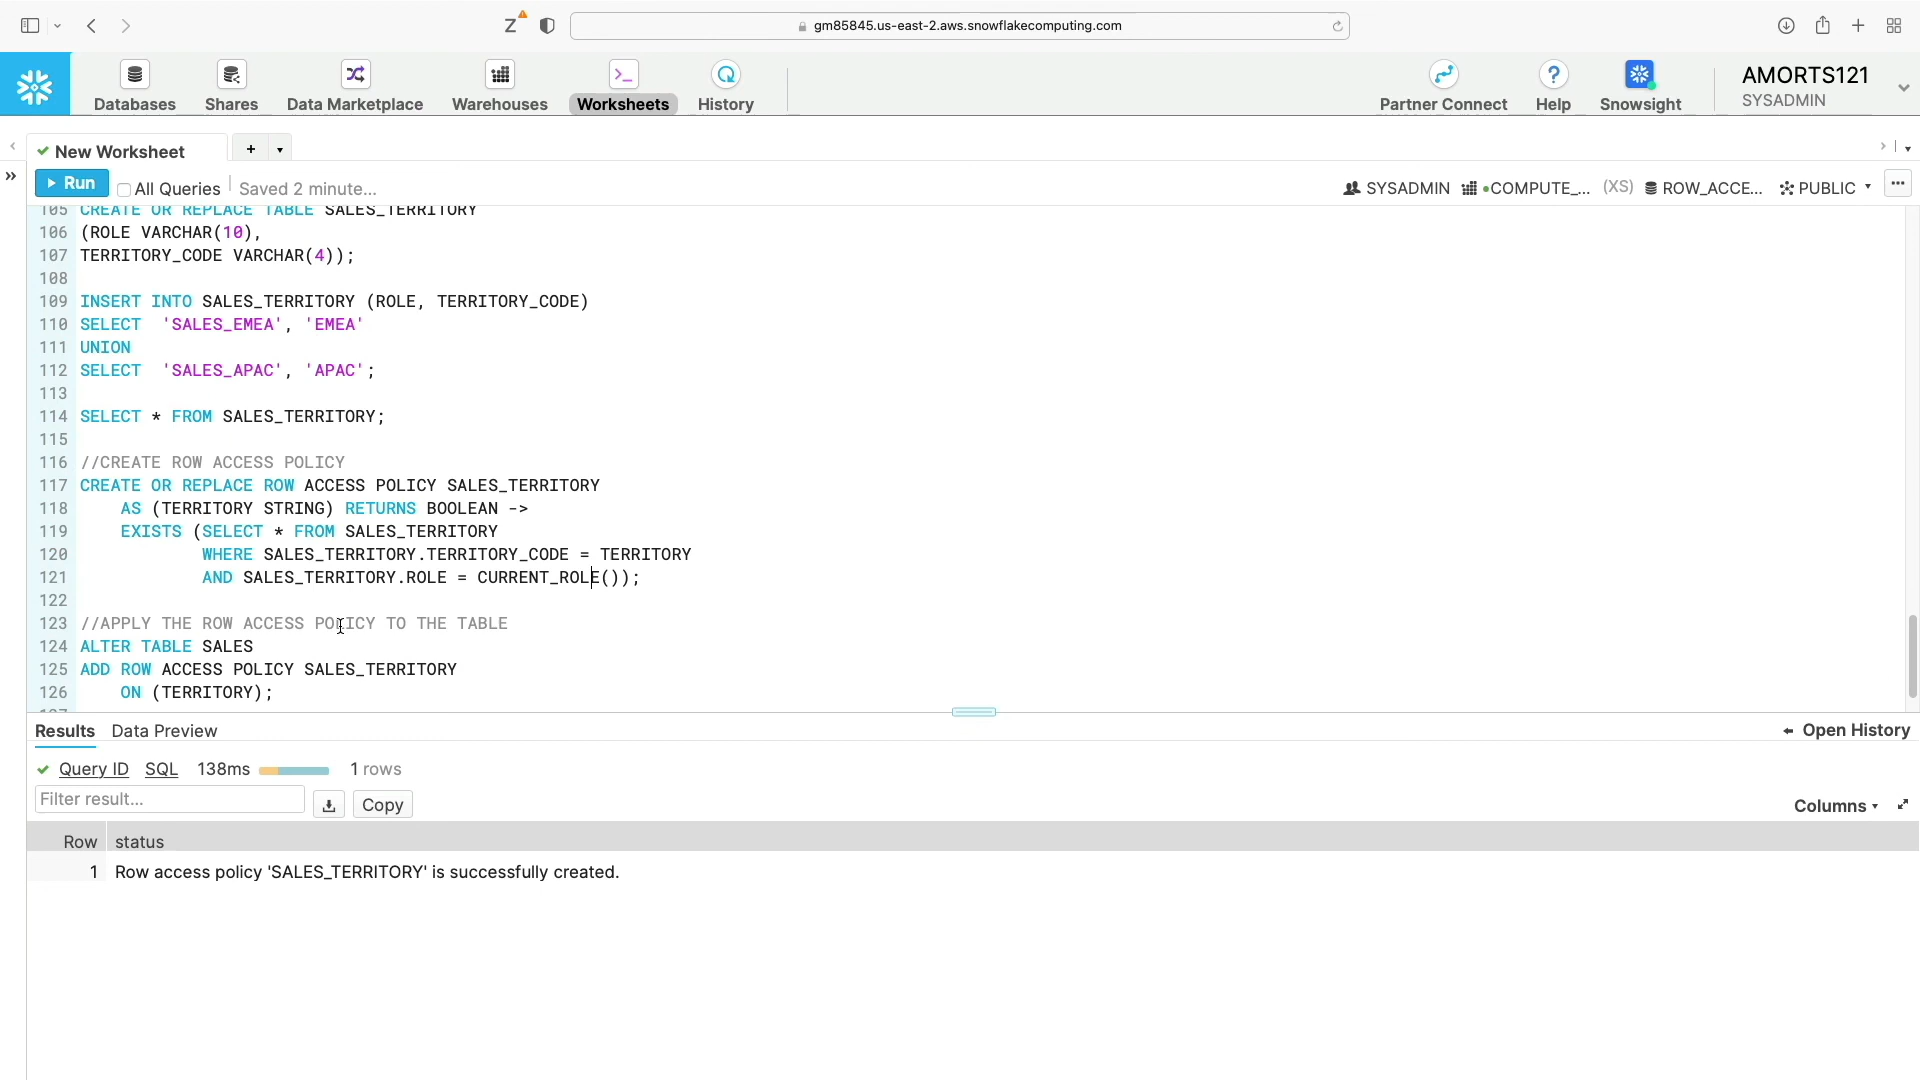 Z
gm85845.us-east-2.aws.snowflakecomputing.com
Databases
Shares
Data Marketplace
Warehouses
Worksheets
History
Partner Connect
Help
Snowsight
AMORTS121
SYSADMIN
New Worksheet
+
Run
All Queries
Saved 2 minute...
SYSADMIN
COMPUTE_...
(XS)
ROW_ACCE...
PUBLIC
...
105 CREATE OR REPLACE TABLE SALES_TERRITORY
106 (ROLE VARCHAR(10),
107 TERRITORY_CODE VARCHAR(4));
108
109 INSERT INTO SALES_TERRITORY (ROLE, TERRITORY_CODE)
110 SELECT  'SALES_EMEA', 'EMEA'
111 UNION
112 SELECT  'SALES_APAC', 'APAC';
113
114 SELECT * FROM SALES_TERRITORY;
115
116 //CREATE ROW ACCESS POLICY
117 CREATE OR REPLACE ROW ACCESS POLICY SALES_TERRITORY
118     AS (TERRITORY STRING) RETURNS BOOLEAN ->
119     EXISTS (SELECT * FROM SALES_TERRITORY
120             WHERE SALES_TERRITORY.TERRITORY_CODE = TERRITORY
121             AND SALES_TERRITORY.ROLE = CURRENT_ROLE());
122
123 //APPLY THE ROW ACCESS POLICY TO THE TABLE
124 ALTER TABLE SALES
125 ADD ROW ACCESS POLICY SALES_TERRITORY
126     ON (TERRITORY);
Results
Data Preview
Open History
Query ID
SQL
138ms
1 rows
Filter result...
Copy
Columns
Row status
1 Row access policy 'SALES_TERRITORY' is successfully created.